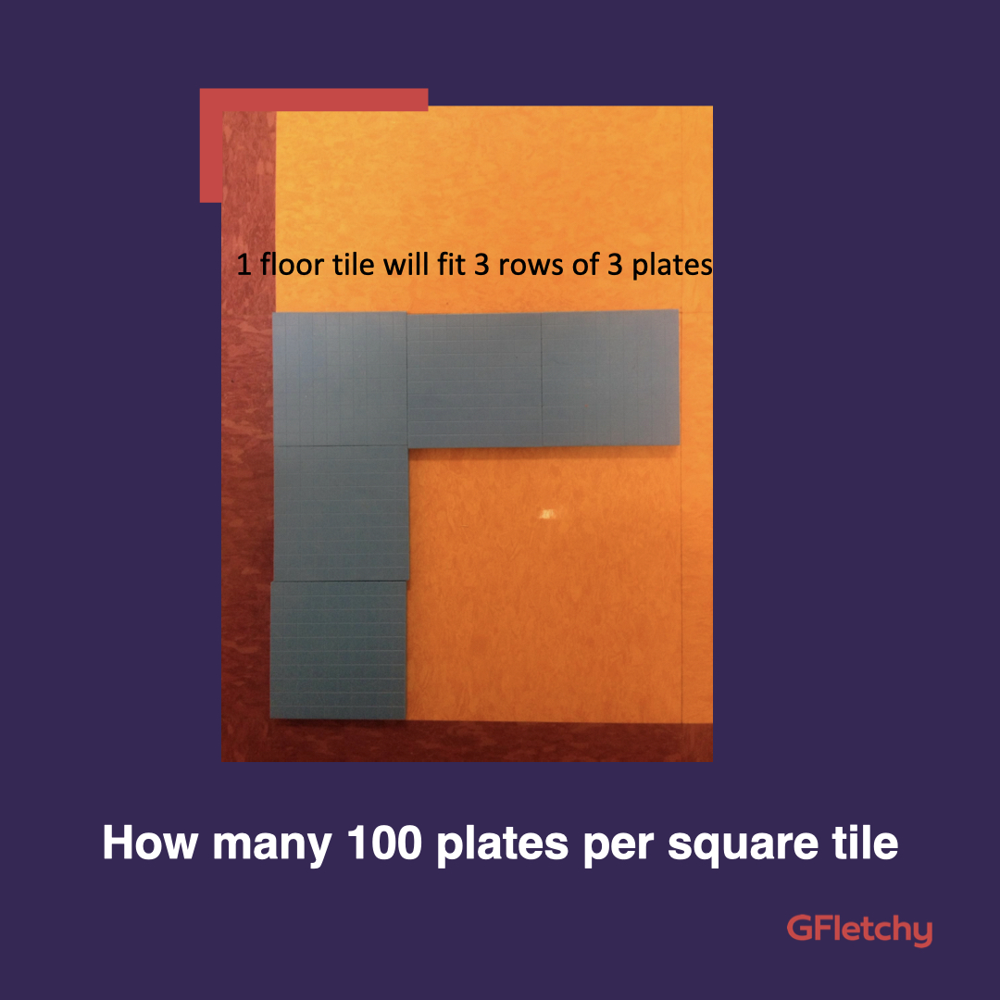 1 floor tile will fit 3 rows of 3 plates
How many 100 plates per square tile
GFletchy